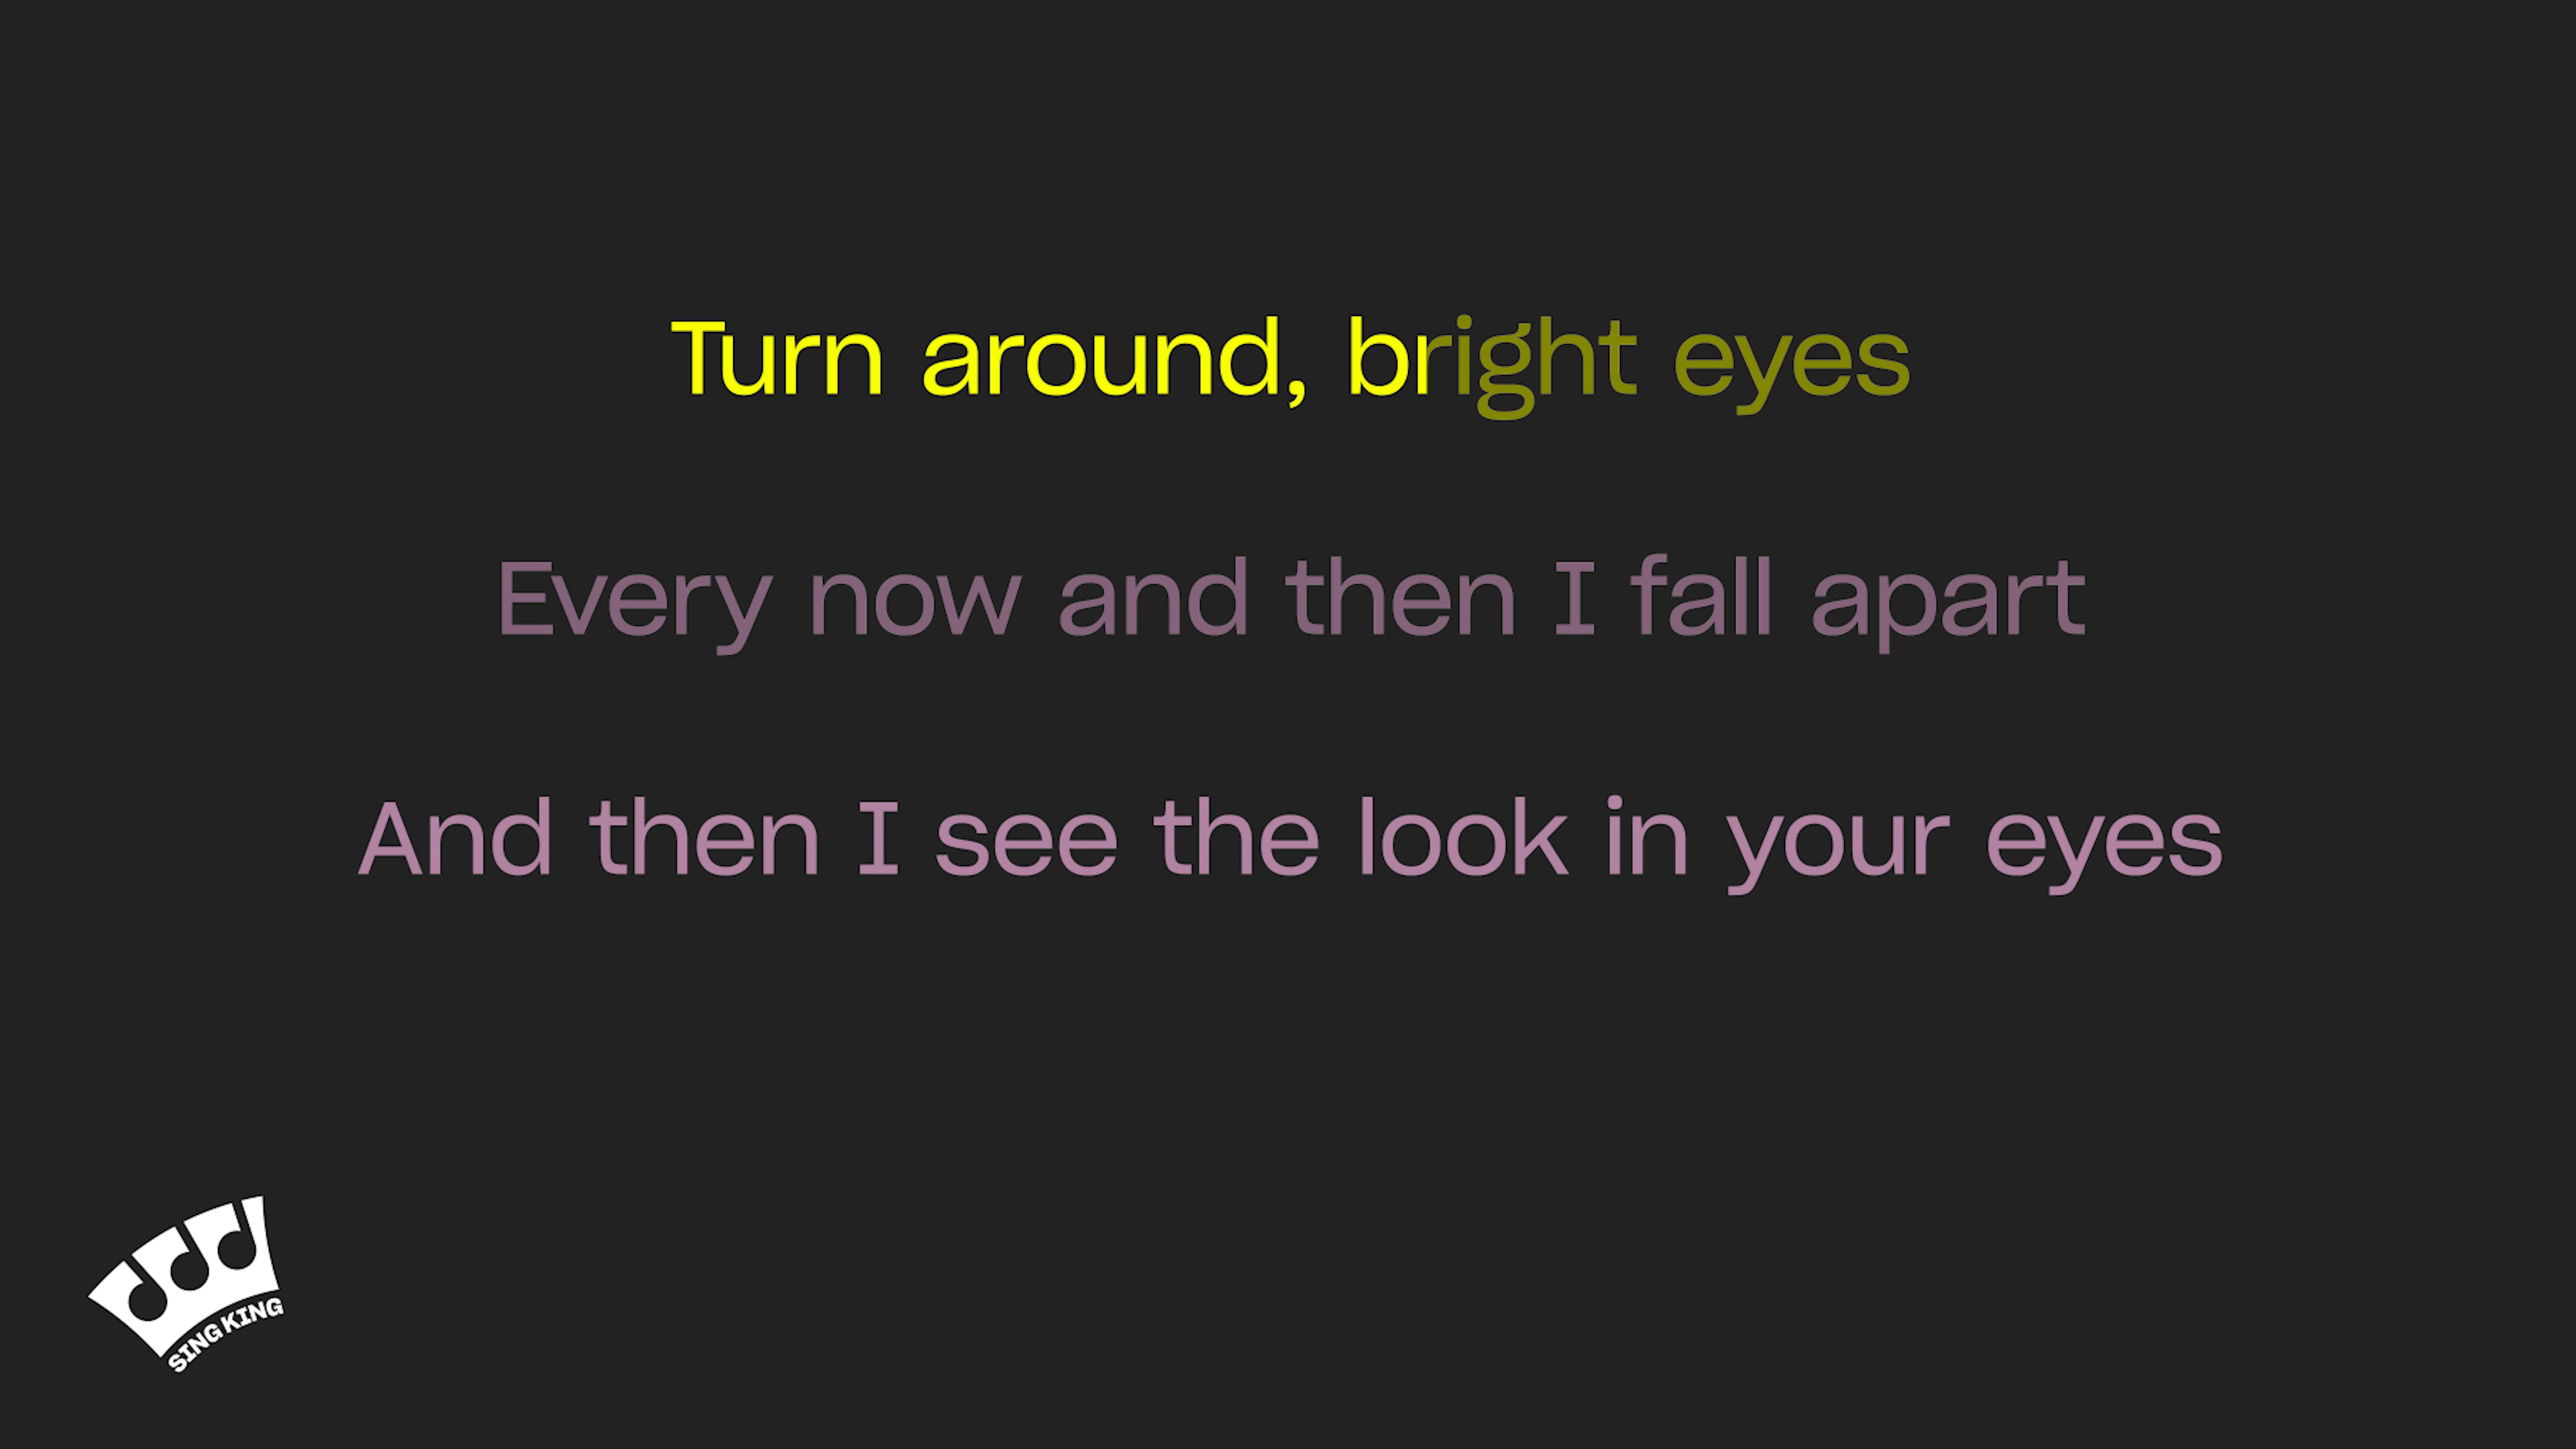 Turn around, bright eyes
Every now and then I fall apart
And then I see the look in your eyes
SING KING